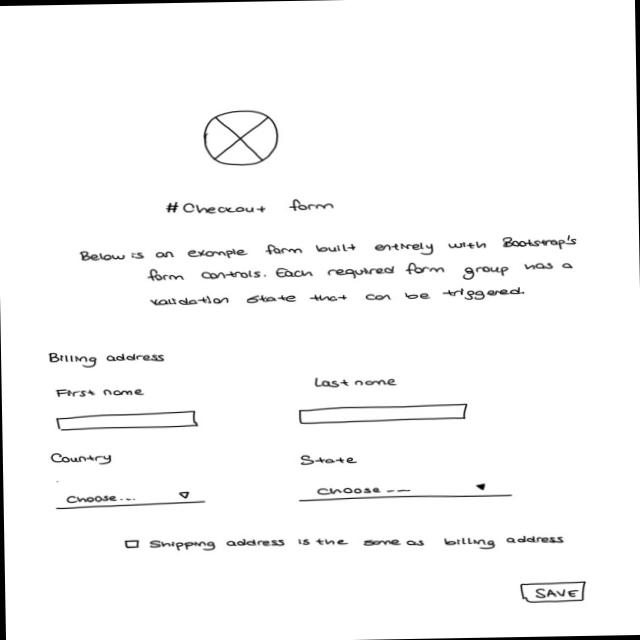 #Checkout form
Below is an example form built entirely with Bootstrap's
form controls. Each required form group has a
validation state that can be triggered.
Billing address
First name Last name
Country State
Choose... Choose ---
Shipping address is the same as billing address
SAVE